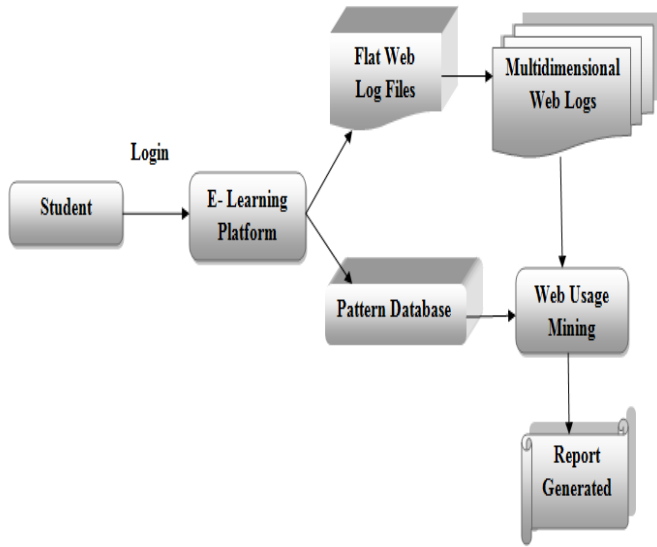 Flat Web
Log Files
Multidimensional
Web Logs
Login
Student
E- Learning
Platform
Pattern Database
Web Usage
Mining
Report
Generated